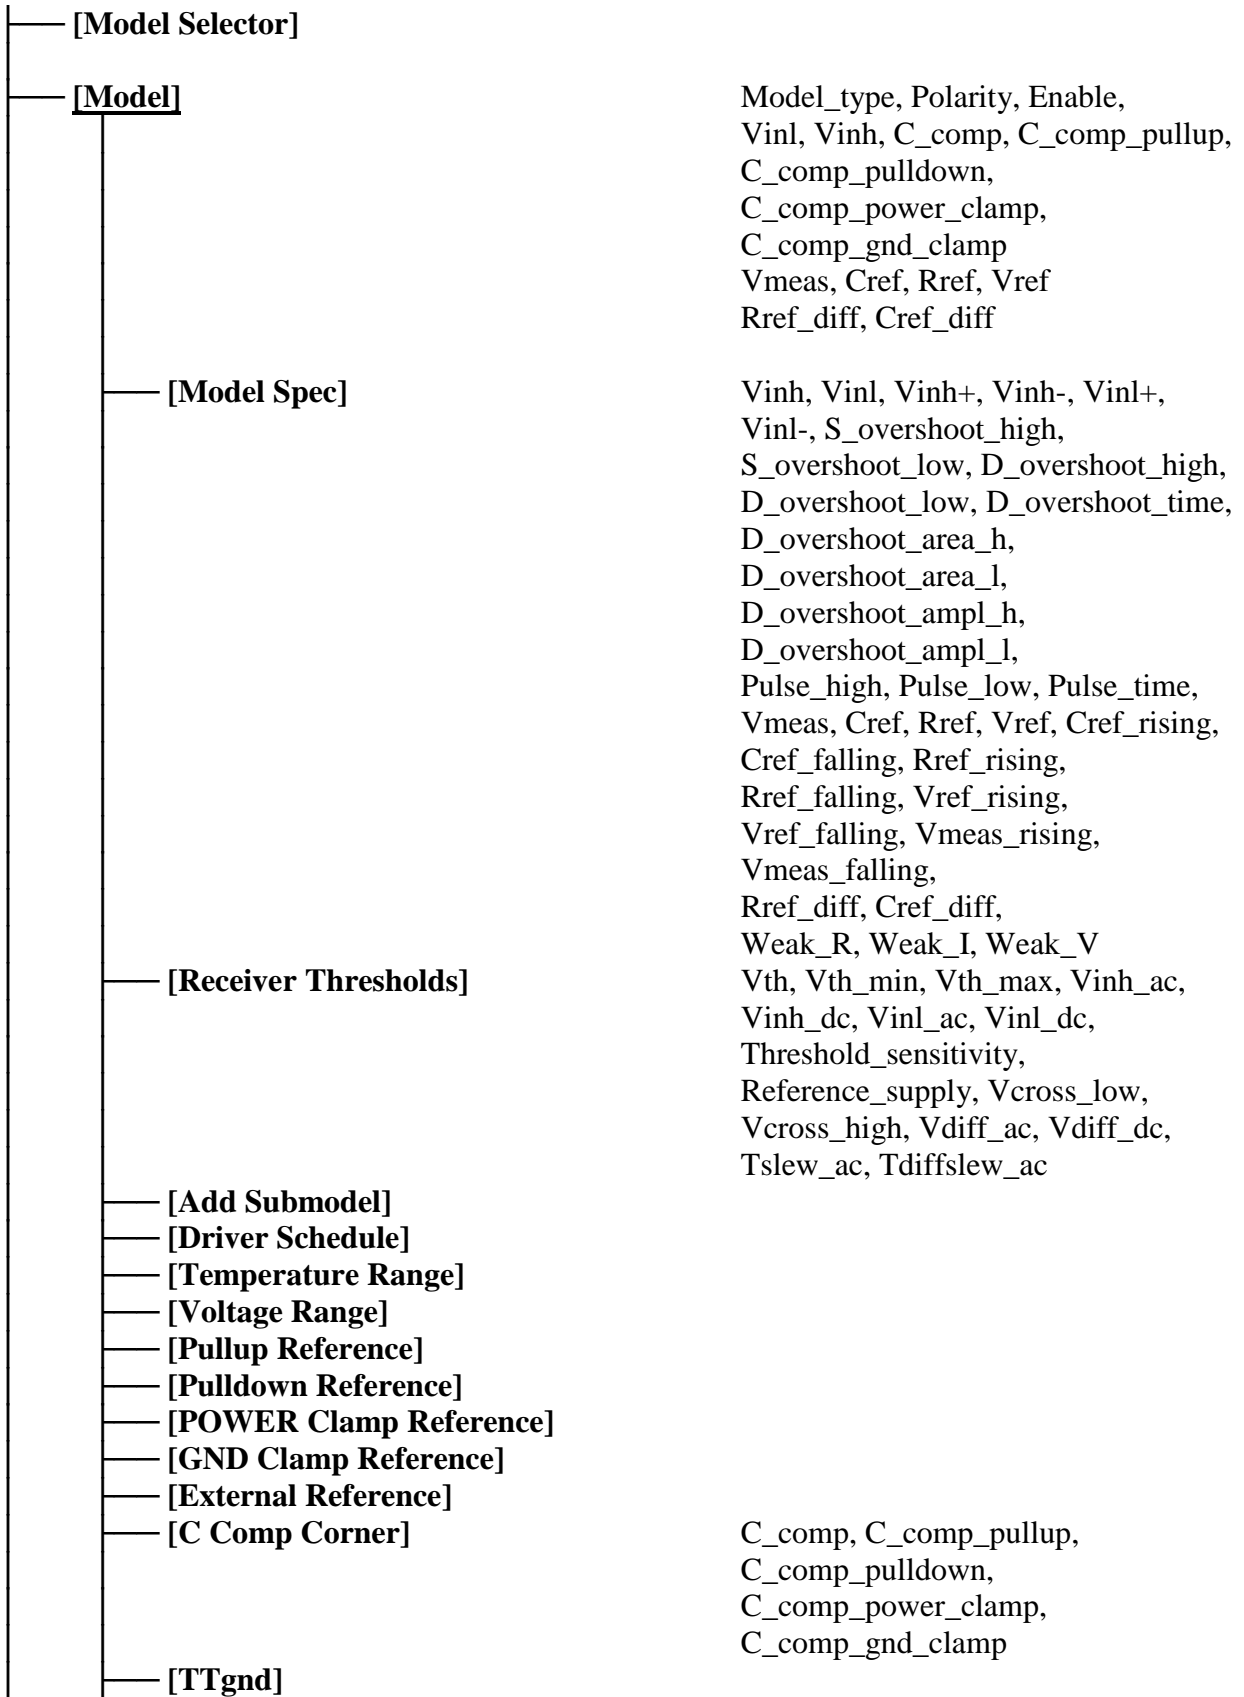 [Model Selector]
[Model] Model_type, Polarity, Enable,
Vinl, Vinh, C_comp, C_comp_pullup,
C_comp_pulldown,
C_comp_power_clamp,
C_comp_gnd_clamp
Vmeas, Cref, Rref, Vref
Rref_diff, Cref_diff
[Model Spec] Vinh, Vinl, Vinh+, Vinh-, Vinl+,
Vinl-, S_overshoot_high,
S_overshoot_low, D_overshoot_high,
D_overshoot_low, D_overshoot_time,
D_overshoot_area_h,
D_overshoot_area_l,
D_overshoot_ampl_h,
D_overshoot_ampl_l,
Pulse_high, Pulse_low, Pulse_time,
Vmeas, Cref, Rref, Vref, Cref_rising,
Cref_falling, Rref_rising,
Rref_falling, Vref_rising,
Vref_falling, Vmeas_rising,
Vmeas_falling,
Rref_diff, Cref_diff,
Weak_R, Weak_I, Weak_V
[Receiver Thresholds] Vth, Vth_min, Vth_max, Vinh_ac,
Vinh_dc, Vinl_ac, Vinl_dc,
Threshold_sensitivity,
Reference_supply, Vcross_low,
Vcross_high, Vdiff_ac, Vdiff_dc,
Tslew_ac, Tdiffslew_ac
[Add Submodel]
[Driver Schedule]
[Temperature Range]
[Voltage Range]
[Pullup Reference]
[Pulldown Reference]
[POWER Clamp Reference]
[GND Clamp Reference]
[External Reference]
[C Comp Corner] C_comp, C_comp_pullup,
C_comp_pulldown,
C_comp_power_clamp,
C_comp_gnd_clamp
[TTgnd]